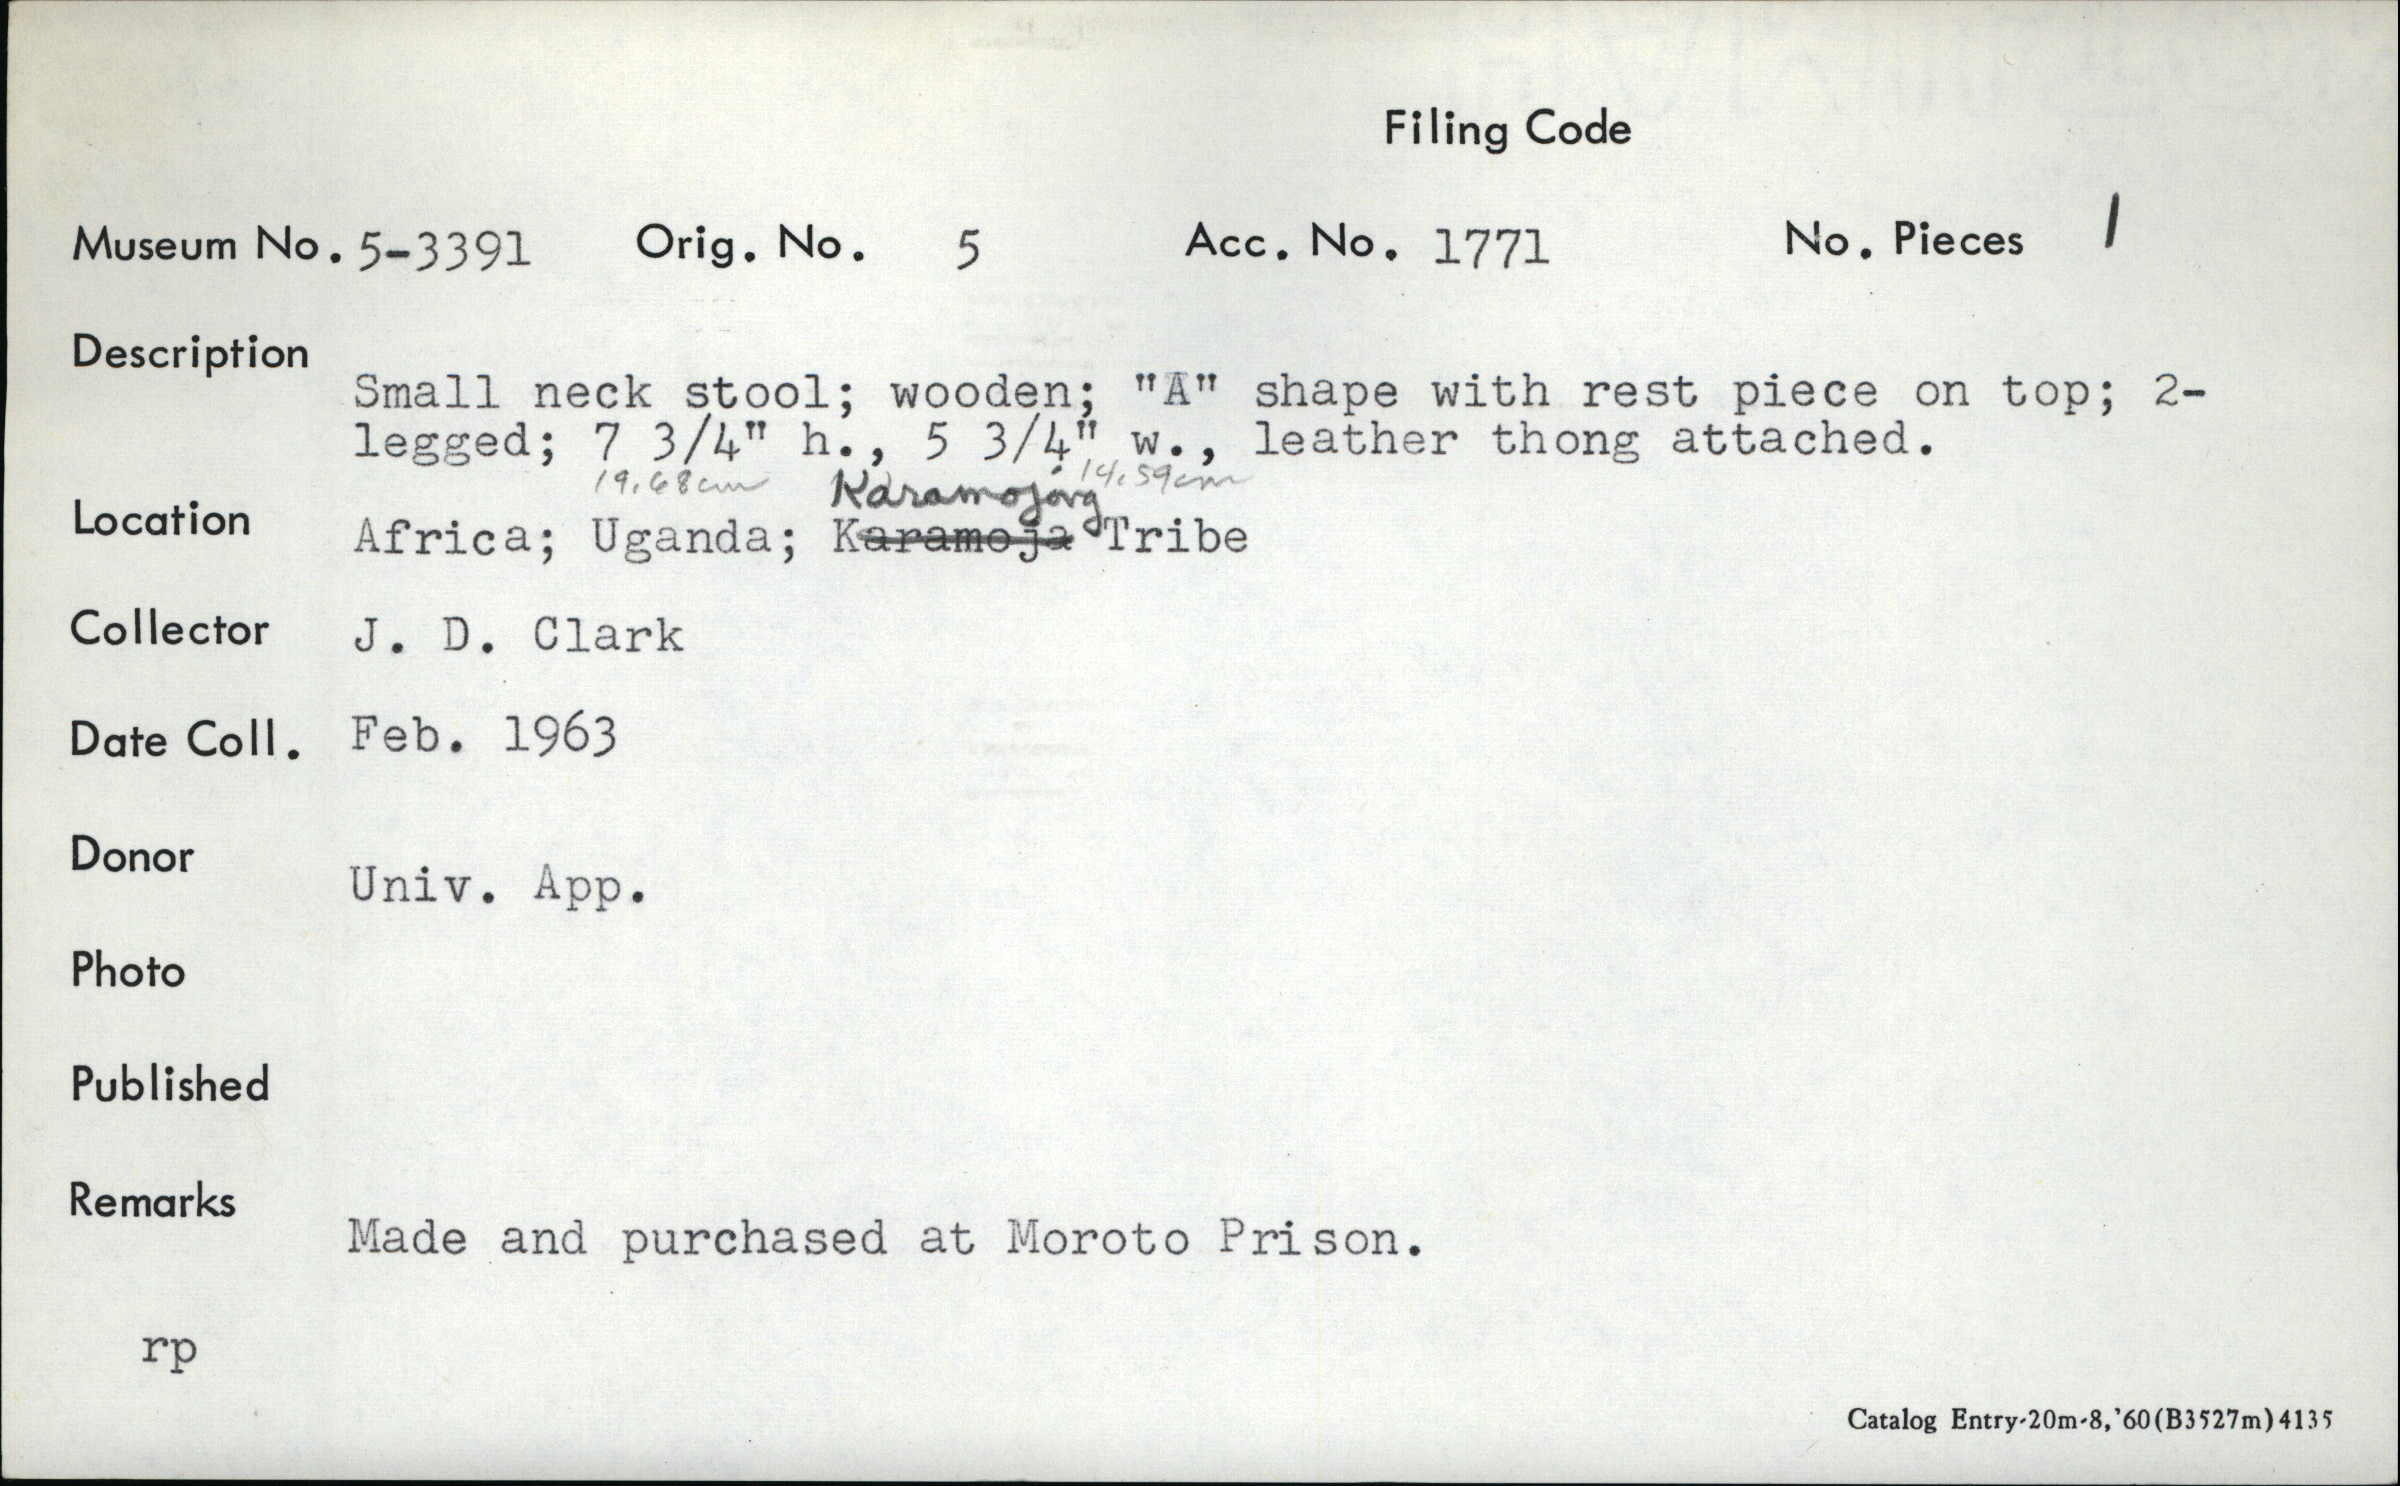 Filing Code
Museum No. 5-3391 Orig. No. 5 Acc. No. 1771 No. Pieces 1
Description
Small neck stool; wooden; "A" shape with rest piece on top; 2-
legged; 7 3/4" h., 5 3/4" w., leather thong attached.
19.68cm 14.59cm
Karamojong
Location Africa; Uganda; Karamoja Tribe
Collector J. D. Clark
Date Coll. Feb. 1963
Donor
Univ. App.
Photo
Published
Remarks
Made and purchased at Moroto Prison.
rp
Catalog Entry-20m-8,'60(B3527m)4135